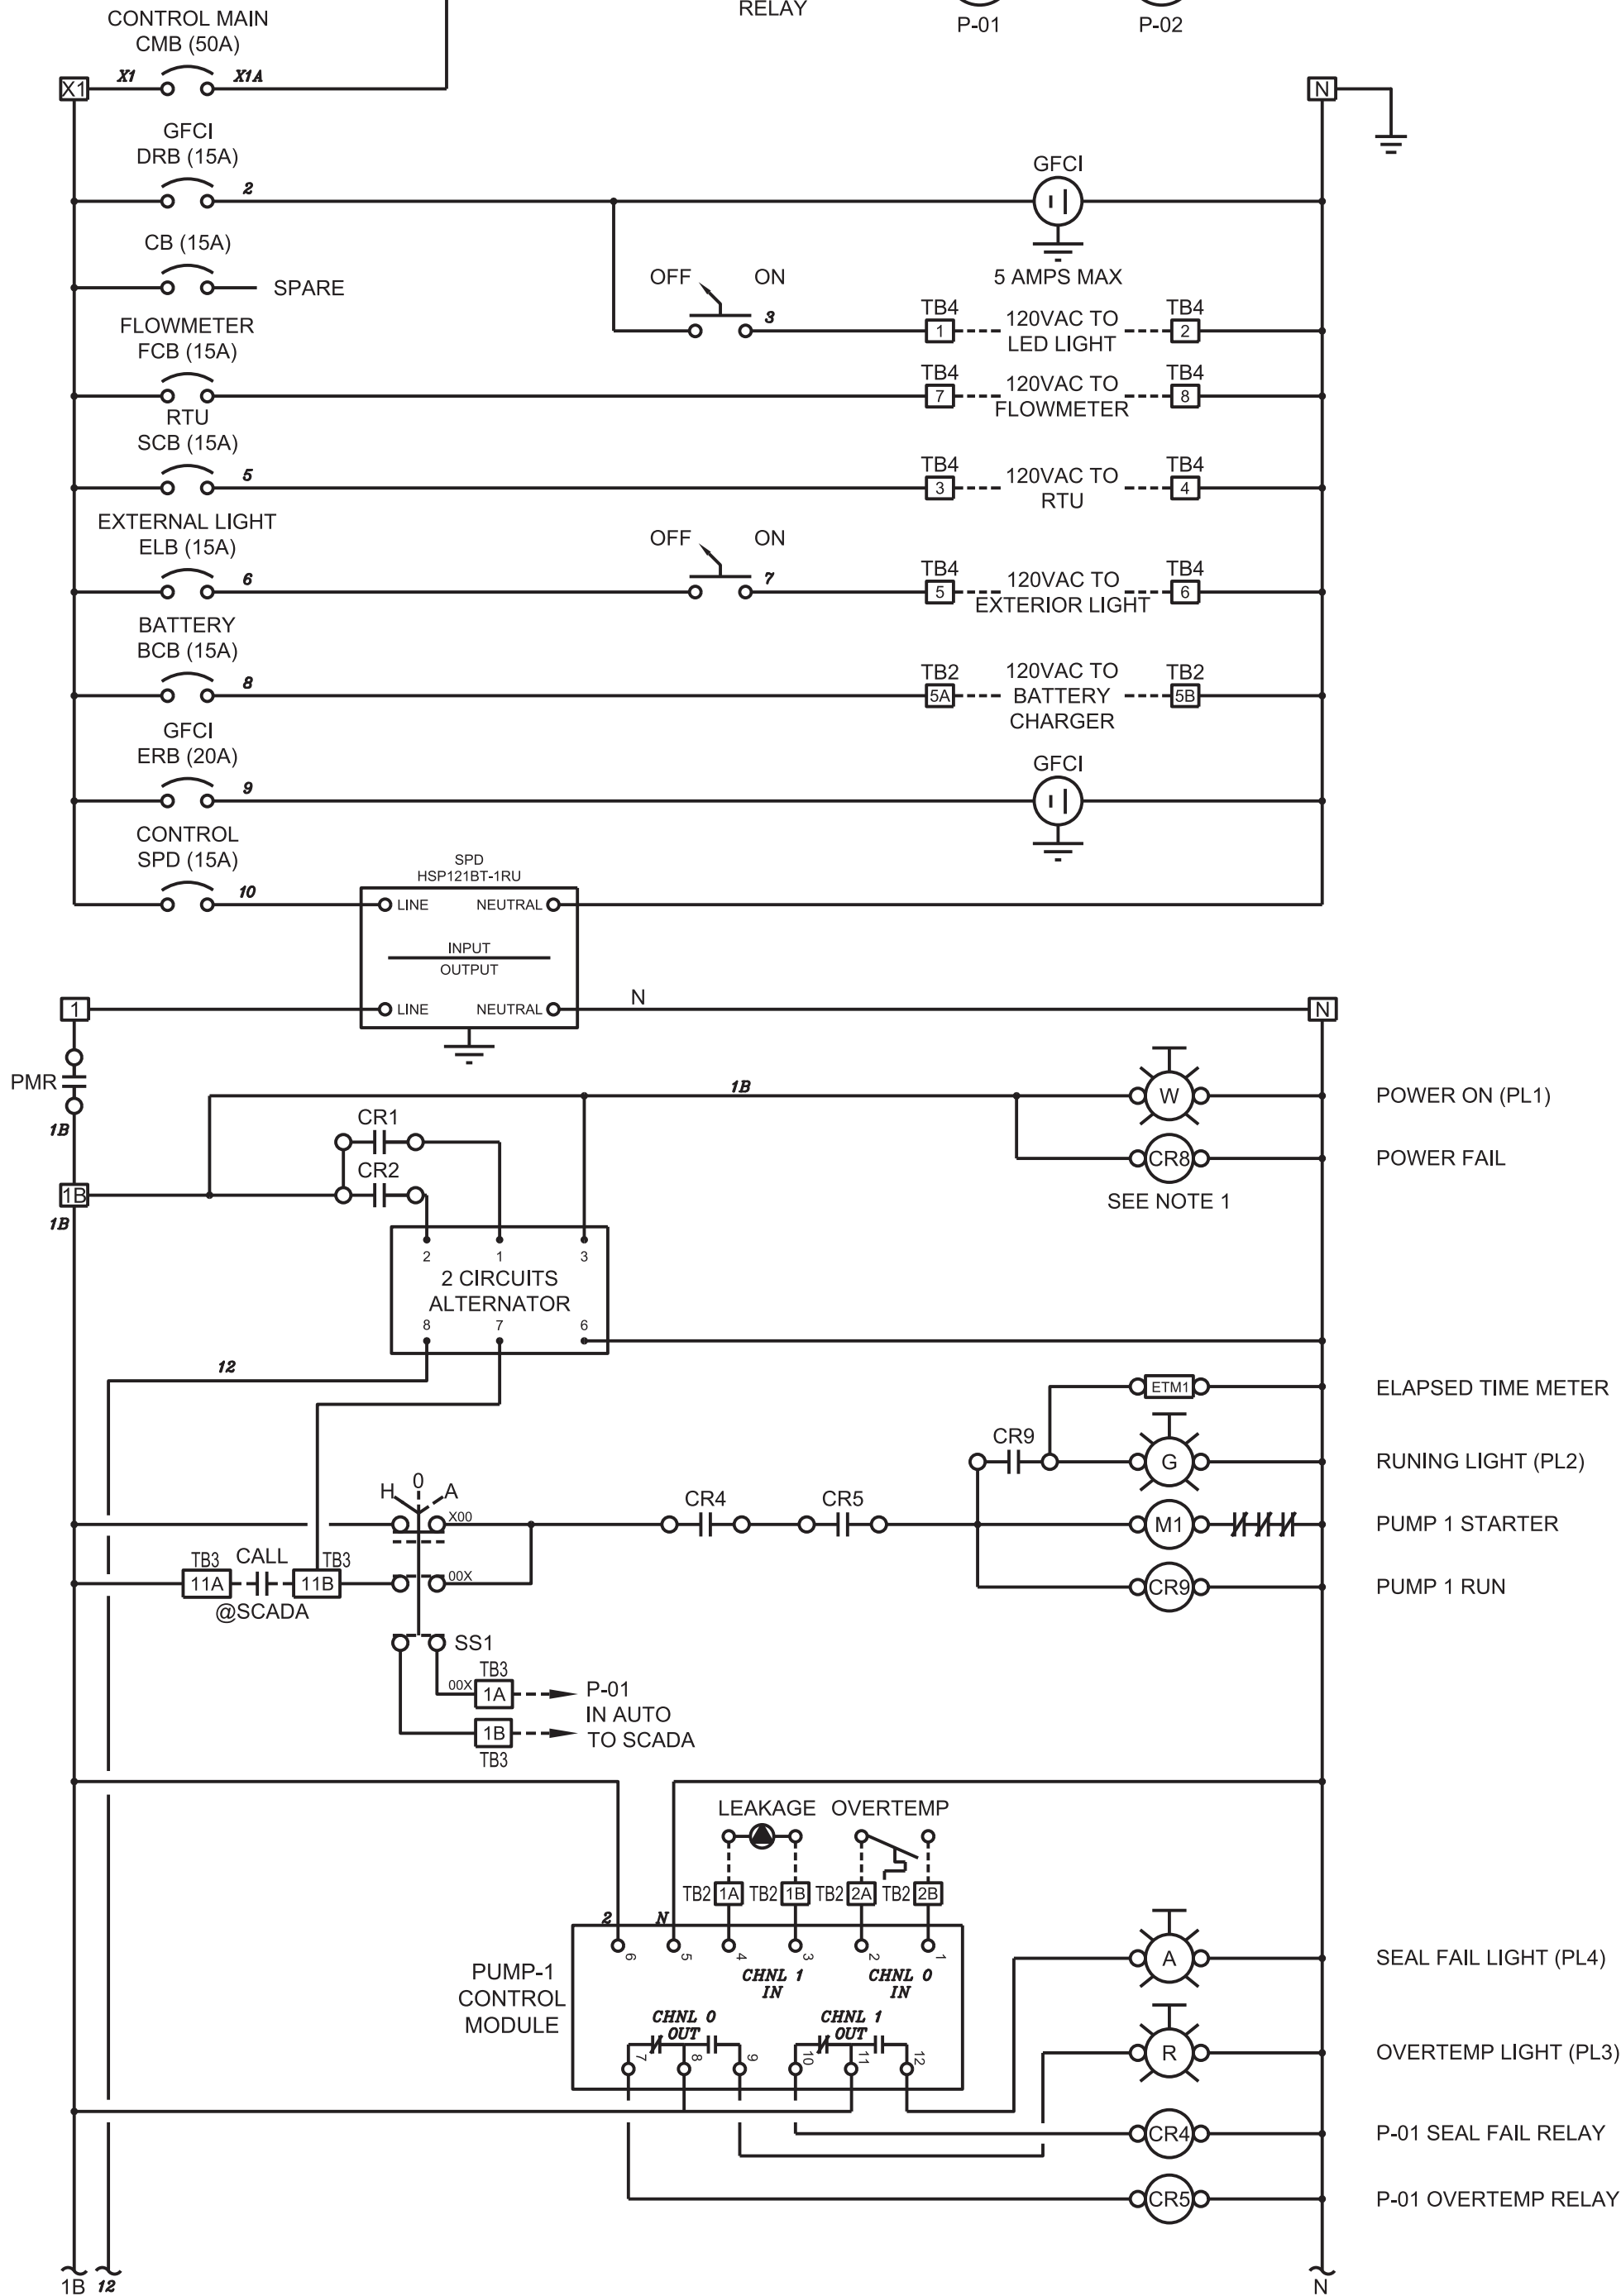 RELAY
P-01
P-02
CONTROL MAIN
CMB (50A)
X1
X1
X1A
N
GFCI
DRB (15A)
2
GFCI
5 AMPS MAX
CB (15A)
SPARE
OFF
ON
3
TB4
1
120VAC TO
LED LIGHT
TB4
2
FLOWMETER
FCB (15A)
TB4
7
120VAC TO
FLOWMETER
TB4
8
RTU
SCB (15A)
5
TB4
3
120VAC TO
RTU
TB4
4
EXTERNAL LIGHT
ELB (15A)
6
OFF
ON
7
TB4
5
120VAC TO
EXTERIOR LIGHT
TB4
6
BATTERY
BCB (15A)
8
TB2
5A
120VAC TO
BATTERY
CHARGER
TB2
5B
GFCI
ERB (20A)
9
GFCI
CONTROL
SPD (15A)
10
SPD
HSP121BT-1RU
LINE
NEUTRAL
INPUT
OUTPUT
LINE
NEUTRAL
1
N
N
PMR
1B
1B
1B
1B
W
POWER ON (PL1)
CR1
CR2
CR8
POWER FAIL
SEE NOTE 1
2
1
3
2 CIRCUITS
ALTERNATOR
8
7
6
12
ETM1
ELAPSED TIME METER
CR9
G
RUNING LIGHT (PL2)
H
0
A
X00
CR4
CR5
M1
PUMP 1 STARTER
TB3
CALL
TB3
11A
11B
@SCADA
00X
CR9
PUMP 1 RUN
SS1
00X
TB3
1A
P-01
IN AUTO
TO SCADA
1B
TB3
LEAKAGE
OVERTEMP
TB2
1A
TB2
1B
TB2
2A
TB2
2B
2
N
6
5
4
3
2
1
CHNL 1
IN
CHNL 0
IN
PUMP-1
CONTROL
MODULE
CHNL 0
OUT
CHNL 1
OUT
7
8
9
10
11
12
A
SEAL FAIL LIGHT (PL4)
R
OVERTEMP LIGHT (PL3)
CR4
P-01 SEAL FAIL RELAY
CR5
P-01 OVERTEMP RELAY
1B
12
N